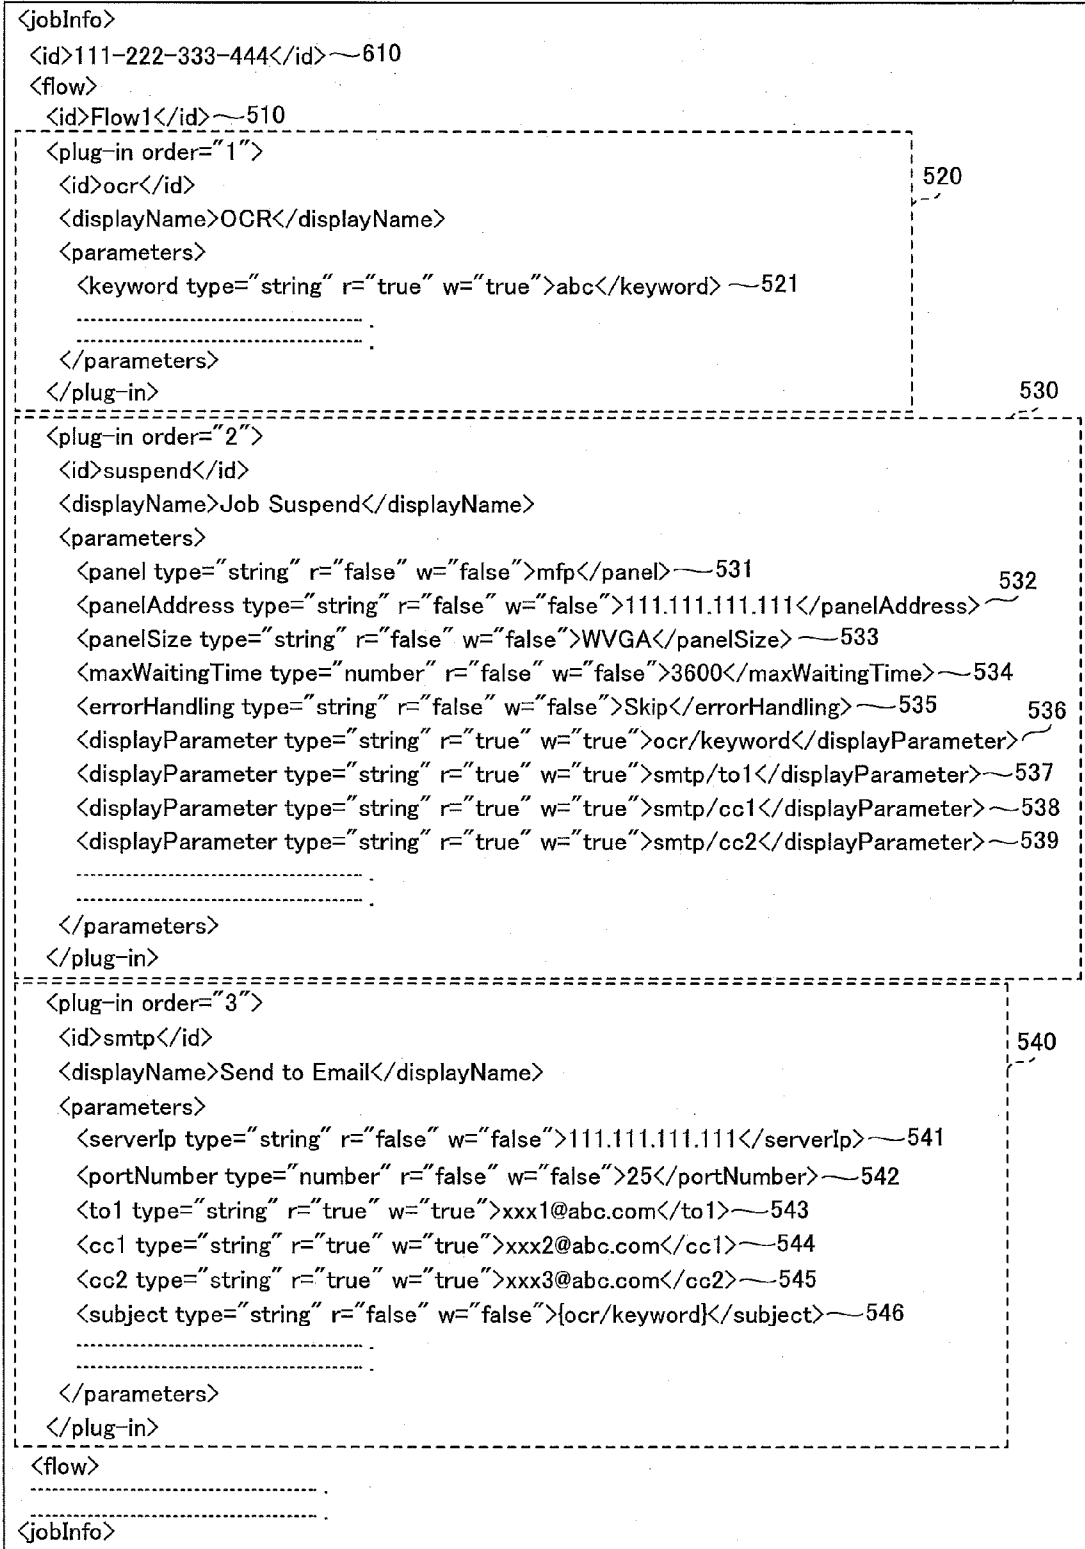 <jobInfo>
<id>111-222-333-444</id>~610
<flow>
<id>Flow1</id>~510
<plug-in order="1">
520
<id>ocr</id>
<displayName>OCR</displayName>
<parameters>
<keyword type="string" r="true" w="true">abc</keyword>~521
</parameters>
</plug-in>
530
<plug-in order="2">
<id>suspend</id>
<displayName>Job Suspend</displayName>
<parameters>
<panel type="string" r="false" w="false">mfp</panel>~531
<panelAddress type="string" r="false" w="false">111.111.111.111</panelAddress>~532
<panelSize type="string" r="false" w="false">WVGA</panelSize>~533
<maxWaitingTime type="number" r="false" w="false">3600</maxWaitingTime>~534
<errorHandling type="string" r="false" w="false">Skip</errorHandling>~535
<displayParameter type="string" r="true" w="true">ocr/keyword</displayParameter>~536
<displayParameter type="string" r="true" w="true">smtp/to1</displayParameter>~537
<displayParameter type="string" r="true" w="true">smtp/cc1</displayParameter>~538
<displayParameter type="string" r="true" w="true">smtp/cc2</displayParameter>~539
</parameters>
</plug-in>
<plug-in order="3">
<id>smtp</id>
540
<displayName>Send to Email</displayName>
<parameters>
<serverIp type="string" r="false" w="false">111.111.111.111</serverIp>~541
<portNumber type="number" r="false" w="false">25</portNumber>~542
<to1 type="string" r="true" w="true">xxx1@abc.com</to1>~543
<cc1 type="string" r="true" w="true">xxx2@abc.com</cc1>~544
<cc2 type="string" r="true" w="true">xxx3@abc.com</cc2>~545
<subject type="string" r="false" w="false">{ocr/keyword}</subject>~546
</parameters>
</plug-in>
<flow>
<jobInfo>